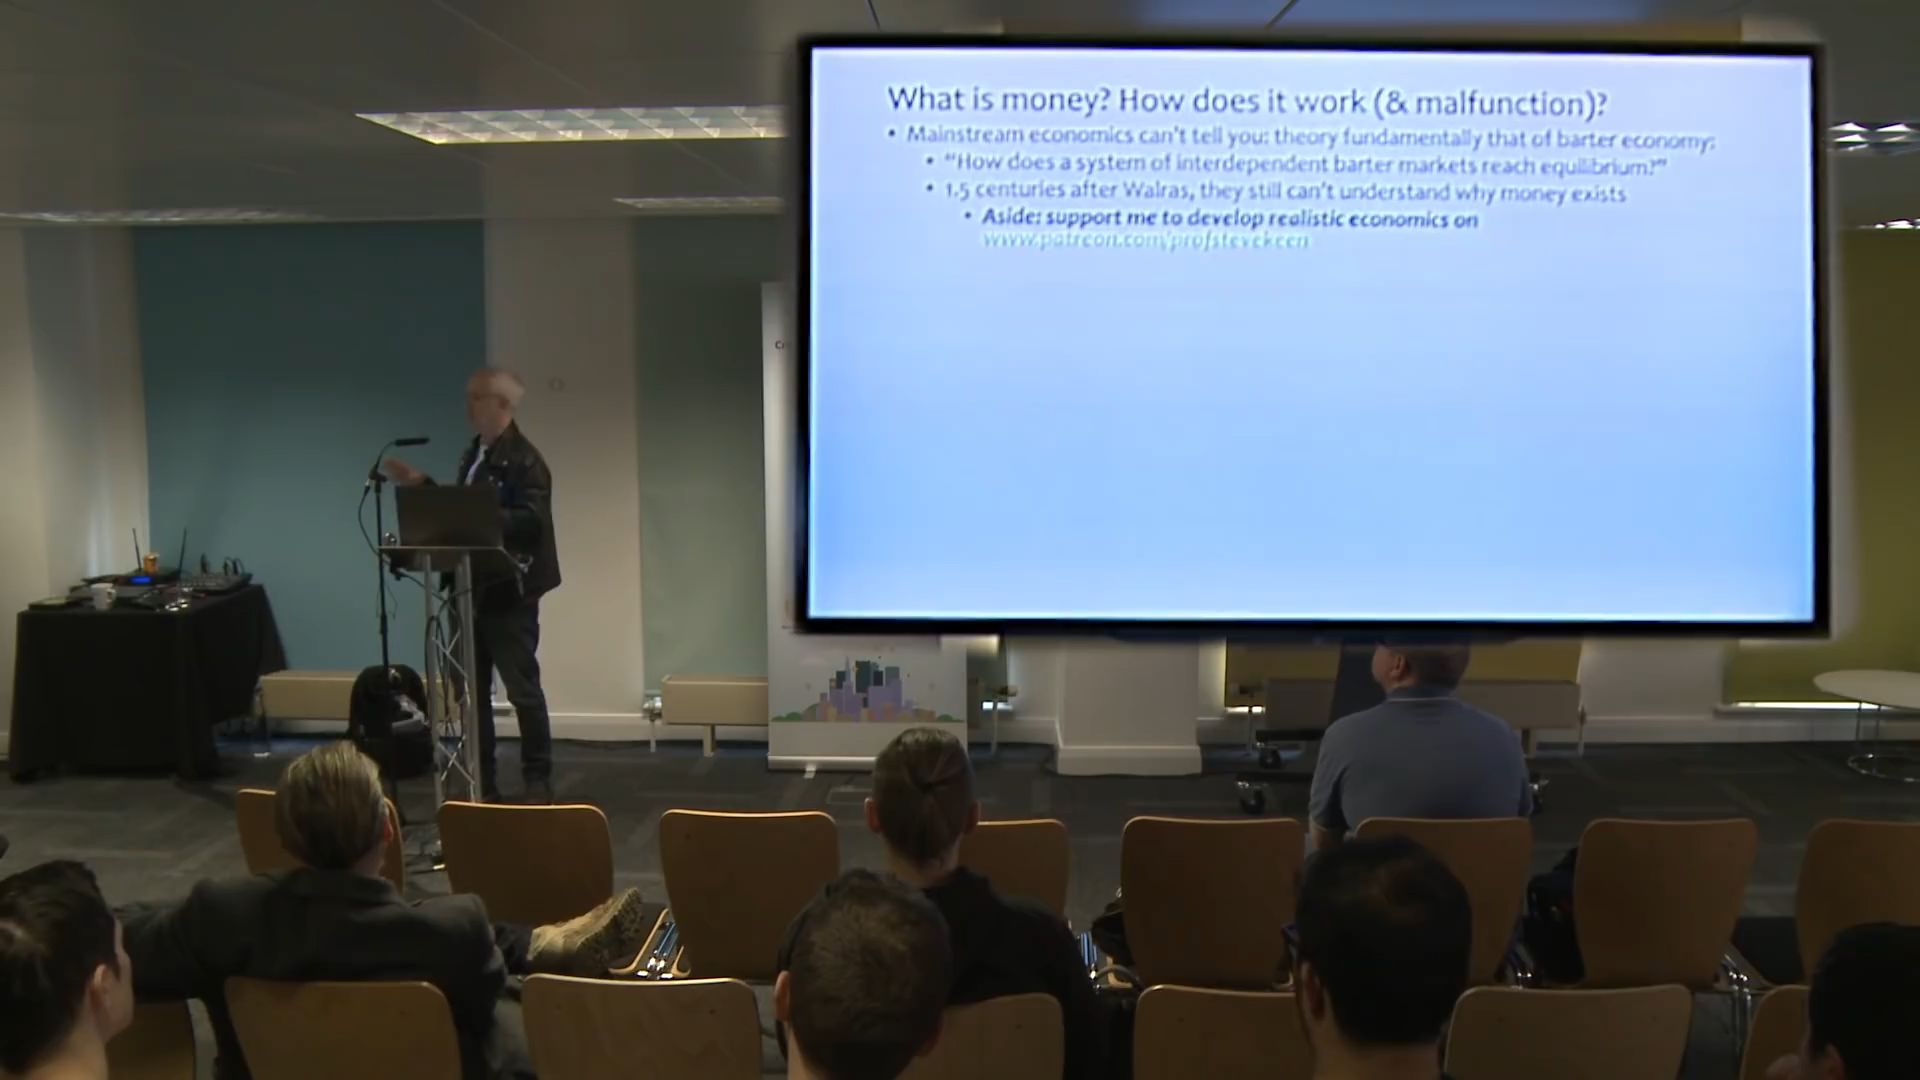 What is money? How does it work (& malfunction)?
• Mainstream economics can't tell you: theory fundamentally that of barter economy:
• "How does a system of interdependent barter markets reach equilibrium?"
• 1.5 centuries after Walras, they still can't understand why money exists
• Aside: support me to develop realistic economics on
www.patreon.com/profstevekeen